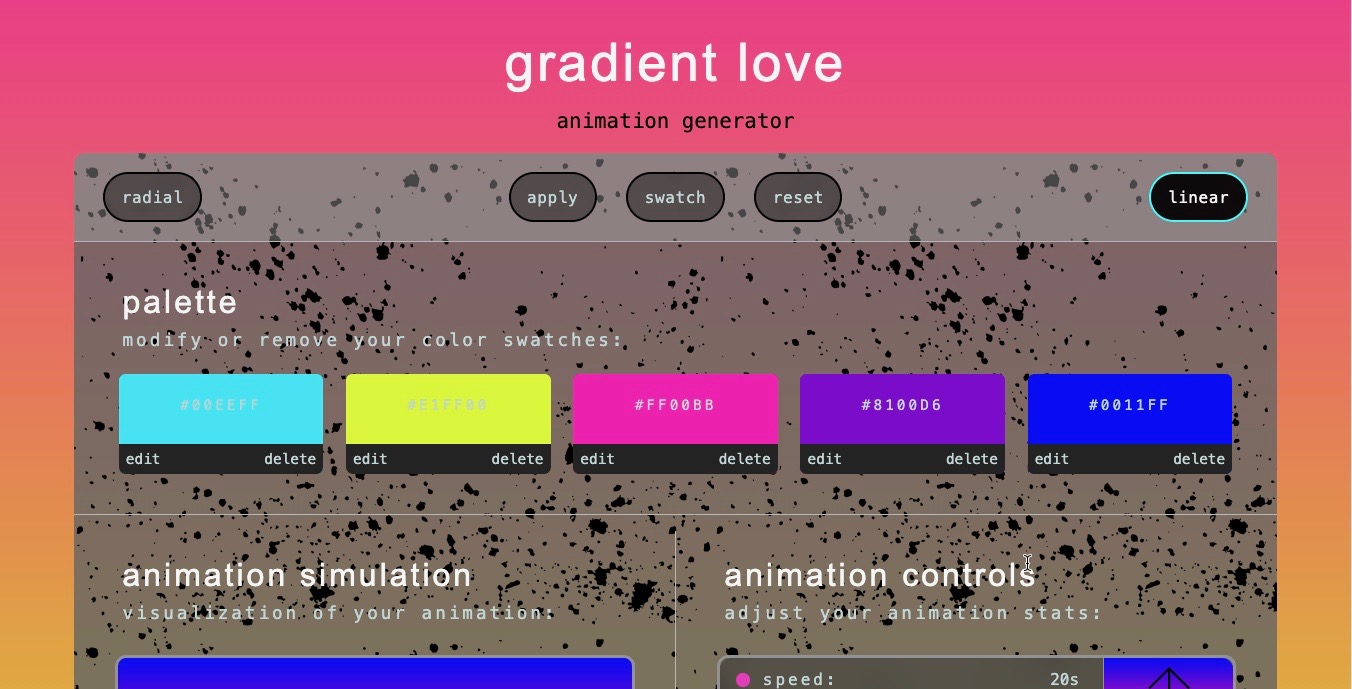 gradient love
animation generator
radial apply swatch reset linear
palette
modify or remove your color swatches:
#00EEFF #E1FF00 #FF00BB #8100D6 #0011FF
edit delete edit delete edit delete edit delete edit delete
animation simulation
visualization of your animation:
animation controls
adjust your animation stats:
speed: 20s